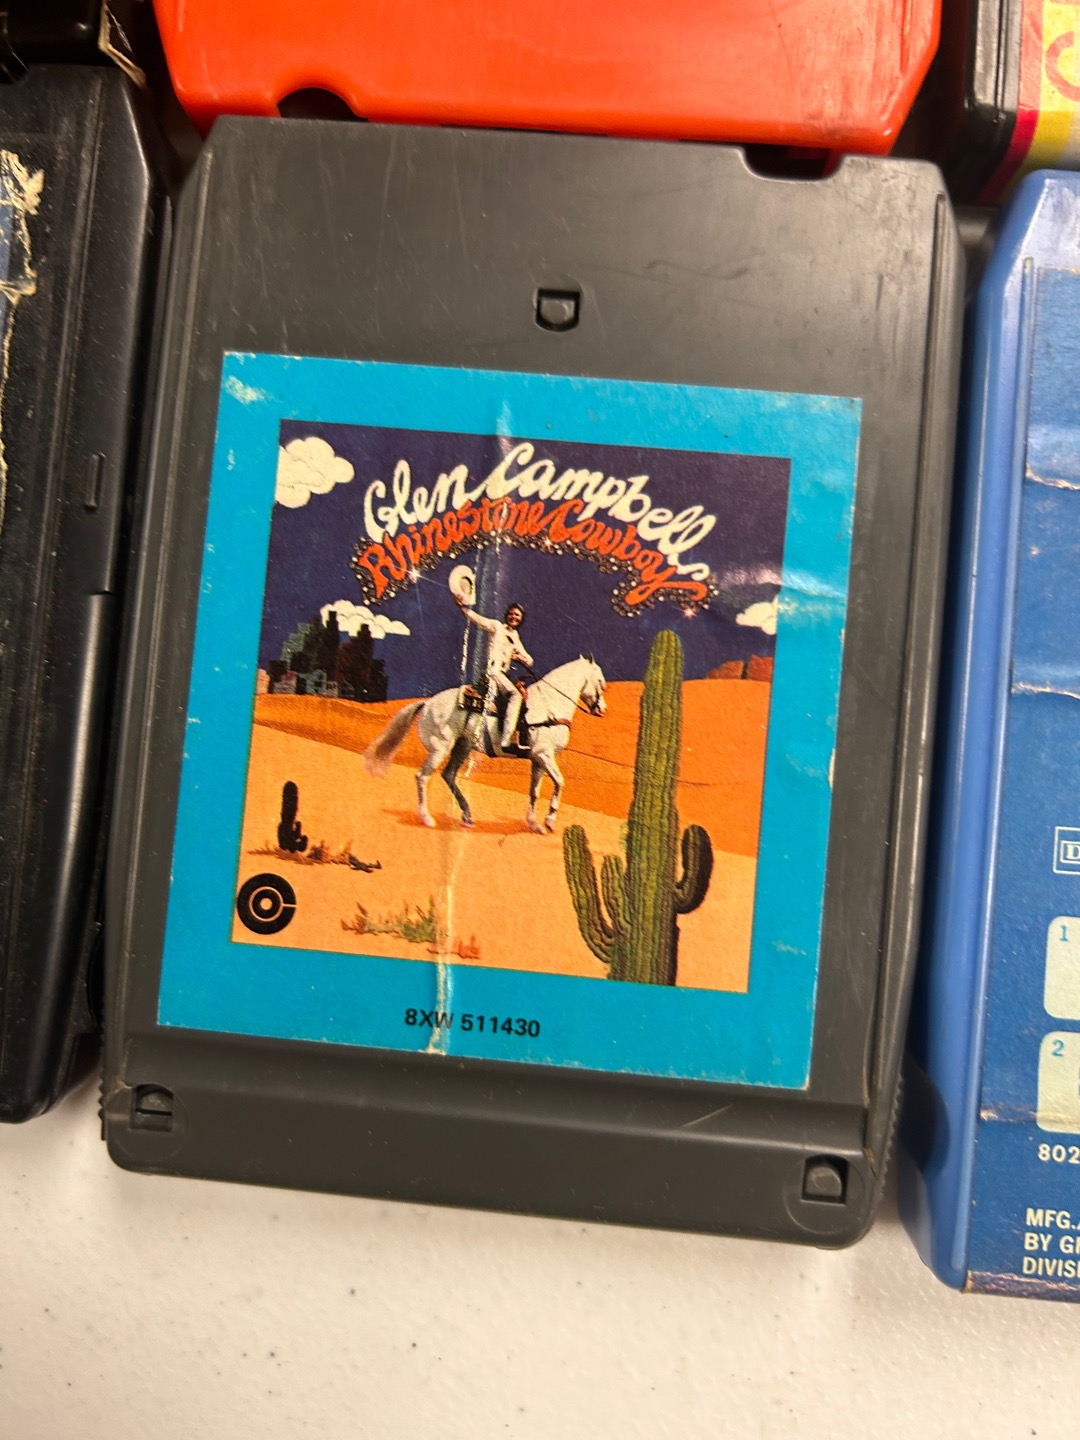 Glen Campbell
Rhinestone Cowboy
8XW 511430
1
2
802
MFG.
BY G
DIVIS